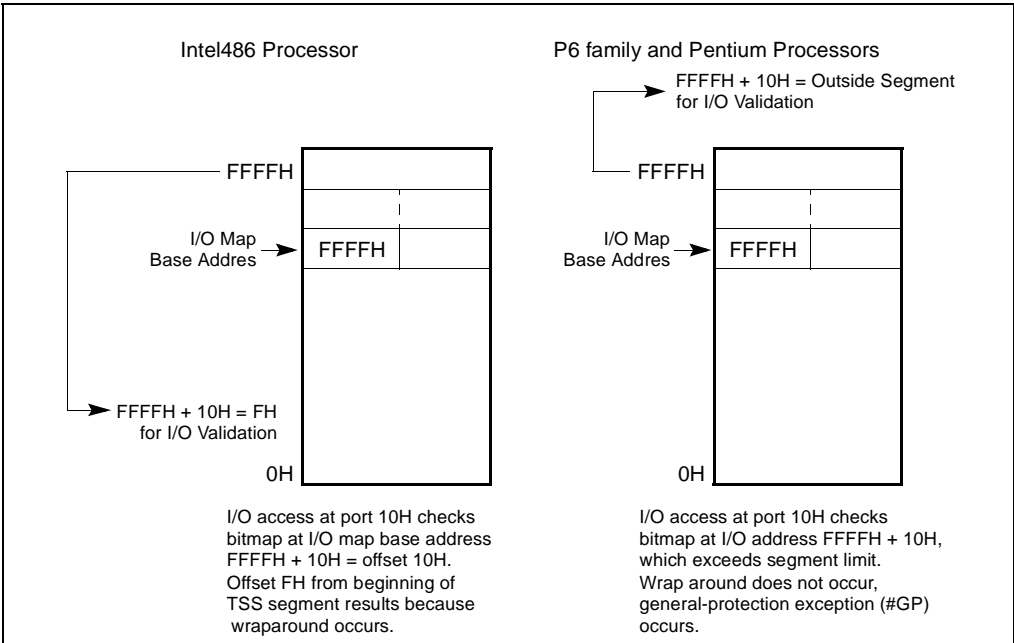 Intel486 Processor
P6 family and Pentium Processors
FFFFH + 10H = Outside Segment
for I/O Validation
FFFFH
FFFFH
I/O Map
Base Addres
FFFFH
I/O Map
Base Addres
FFFFH
FFFFH + 10H = FH
for I/O Validation
0H
0H
I/O access at port 10H checks
bitmap at I/O map base address
FFFFH + 10H = offset 10H.
Offset FH from beginning of
TSS segment results because
wraparound occurs.
I/O access at port 10H checks
bitmap at I/O address FFFFH + 10H,
which exceeds segment limit.
Wrap around does not occur,
general-protection exception (#GP)
occurs.